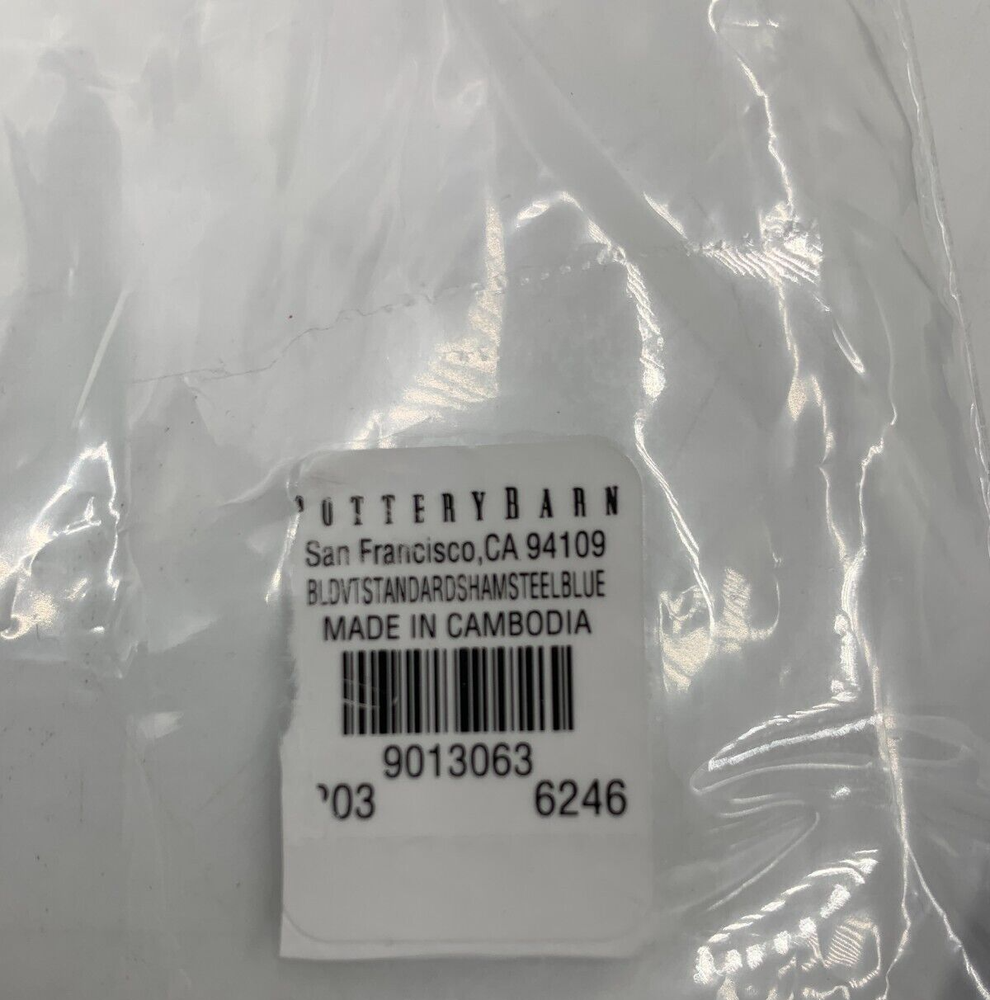 POTTERYBARN
San Francisco,CA 94109
BLDVTSTANDARDSHAMSTEELBLUE
MADE IN CAMBODIA
9013063
03 6246